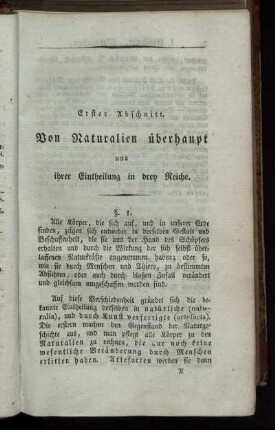 Erster Abschnitt.
Von Naturalien überhaupt
und
ihrer Eintheilung in drey Reiche.
§. 1.
Alle Körper, die sich auf, und in unserer Erde
finden, zeigen sich entweder in derselben Gestalt und
Beschaffenheit, die sie aus der Hand des Schöpfers
erhalten und durch die Wirkung der sich selbst über-
lassenen Naturkräfte angenommen haben; oder so,
wie sie durch Menschen und Thiere, zu bestimmten
Absichten, oder auch durch bloßen Zufall verändert
und gleichsam umgeschaffen worden sind.
Auf diese Verschiedenheit gründet sich die be-
kannte Eintheilung derselben in natürliche (natu-
ralia), und durch Kunst verfertigte (artefacta).
Die erstern machen den Gegenstand der Naturge-
schichte aus, und man pflegt alle Körper zu den
Naturalien zu rechnen, die nur noch keine
wesentliche Veränderung durch Menschen
erlitten haben. Artefacten werden sie dann
A